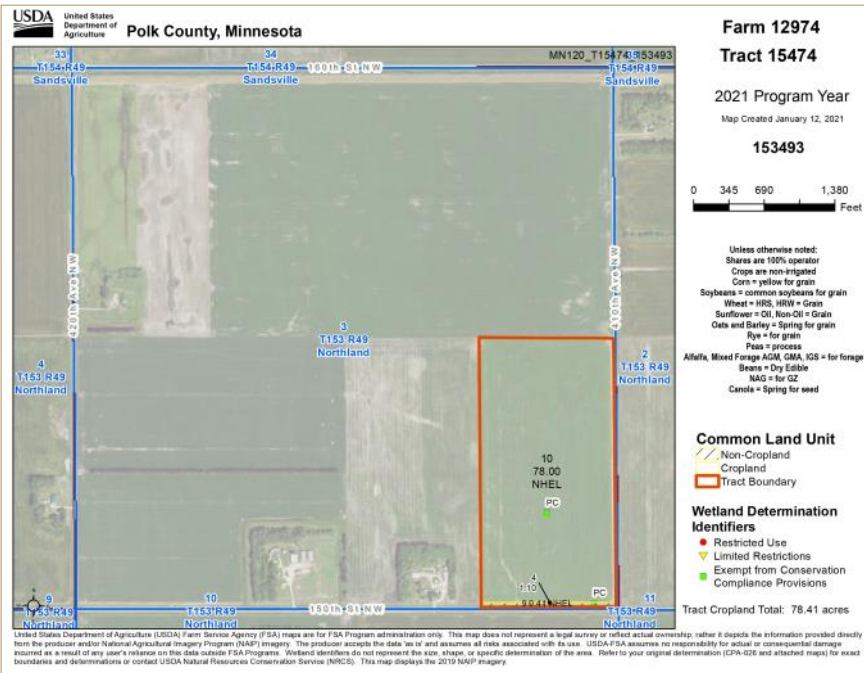 USDA
United States
Department of
Agriculture
Polk County, Minnesota
Farm 12974
Tract 15474
2021 Program Year
Map Created January 12, 2021
153493
0 345 690 1,380
Feet
Unless otherwise noted:
Shares are 100% operator
Crops are non-irrigated
Corn = yellow for grain
Soybeans = common soybeans for grain
Wheat = HRS, HRW = Grain
Sunflower = Oil, Non-Oil = Grain
Oats and Barley = Spring for grain
Rye = for grain
Peas = process
Alfalfa, Mixed Forage AGM, GMA, IGS = for forage
Beans = Dry Edible
NAG = for GZ
Canola = Spring for seed
Common Land Unit
Non-Cropland
Cropland
Tract Boundary
Wetland Determination
Identifiers
Restricted Use
Limited Restrictions
Exempt from Conservation
Compliance Provisions
Tract Cropland Total: 78.41 acres
33
T154 R49
Sandsville
34
T154 R49
Sandsville
160th St NW
MN120_T15474_153493
35
T154 R49
Sandsville
420th Ave NW
410th Ave NW
3
T153 R49
Northland
4
T153 R49
Northland
2
T153 R49
Northland
10
78.00
NHEL
PC
4
1.10
PC
9 0.41 NHEL
9
T153 R49
Northland
10
T153 R49
Northland
150th St NW
11
T153 R49
Northland
United States Department of Agriculture (USDA) Farm Service Agency (FSA) maps are for FSA Program administration only. This map does not represent a legal survey or reflect actual ownership; rather it depicts the information provided directly
from the producer and/or National Agricultural Imagery Program (NAIP) imagery. The producer accepts the data 'as is' and assumes all risks associated with its use. USDA-FSA assumes no responsibility for actual or consequential damage
incurred as a result of any user's reliance on this data outside FSA Programs. Wetland identifiers do not represent the size, shape, or specific determination of the area. Refer to your original determination (CPA-026 and attached maps) for exact
boundaries and determinations or contact USDA Natural Resources Conservation Service (NRCS). This map displays the 2019 NAIP imagery.